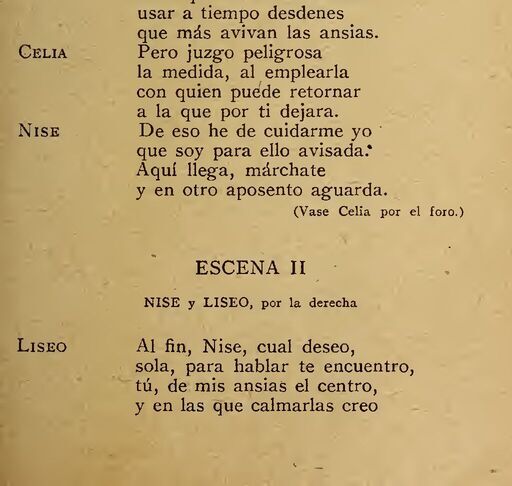 usar a tiempo desdenes
que más avivan las ansias.
CELIA Pero juzgo peligrosa
la medida, al emplearla
con quien puede retornar
a la que por ti dejara.
NISE De eso he de cuidarme yo
que soy para ello avisada.
Aquí llega, márchate
y en otro aposento aguarda.
(Vase Celia por el foro.)
ESCENA II
NISE y LISEO, por la derecha
LISEO Al fin, Nise, cual deseo,
sola, para hablar te encuentro,
tú, de mis ansias el centro,
y en las que calmarlas creo